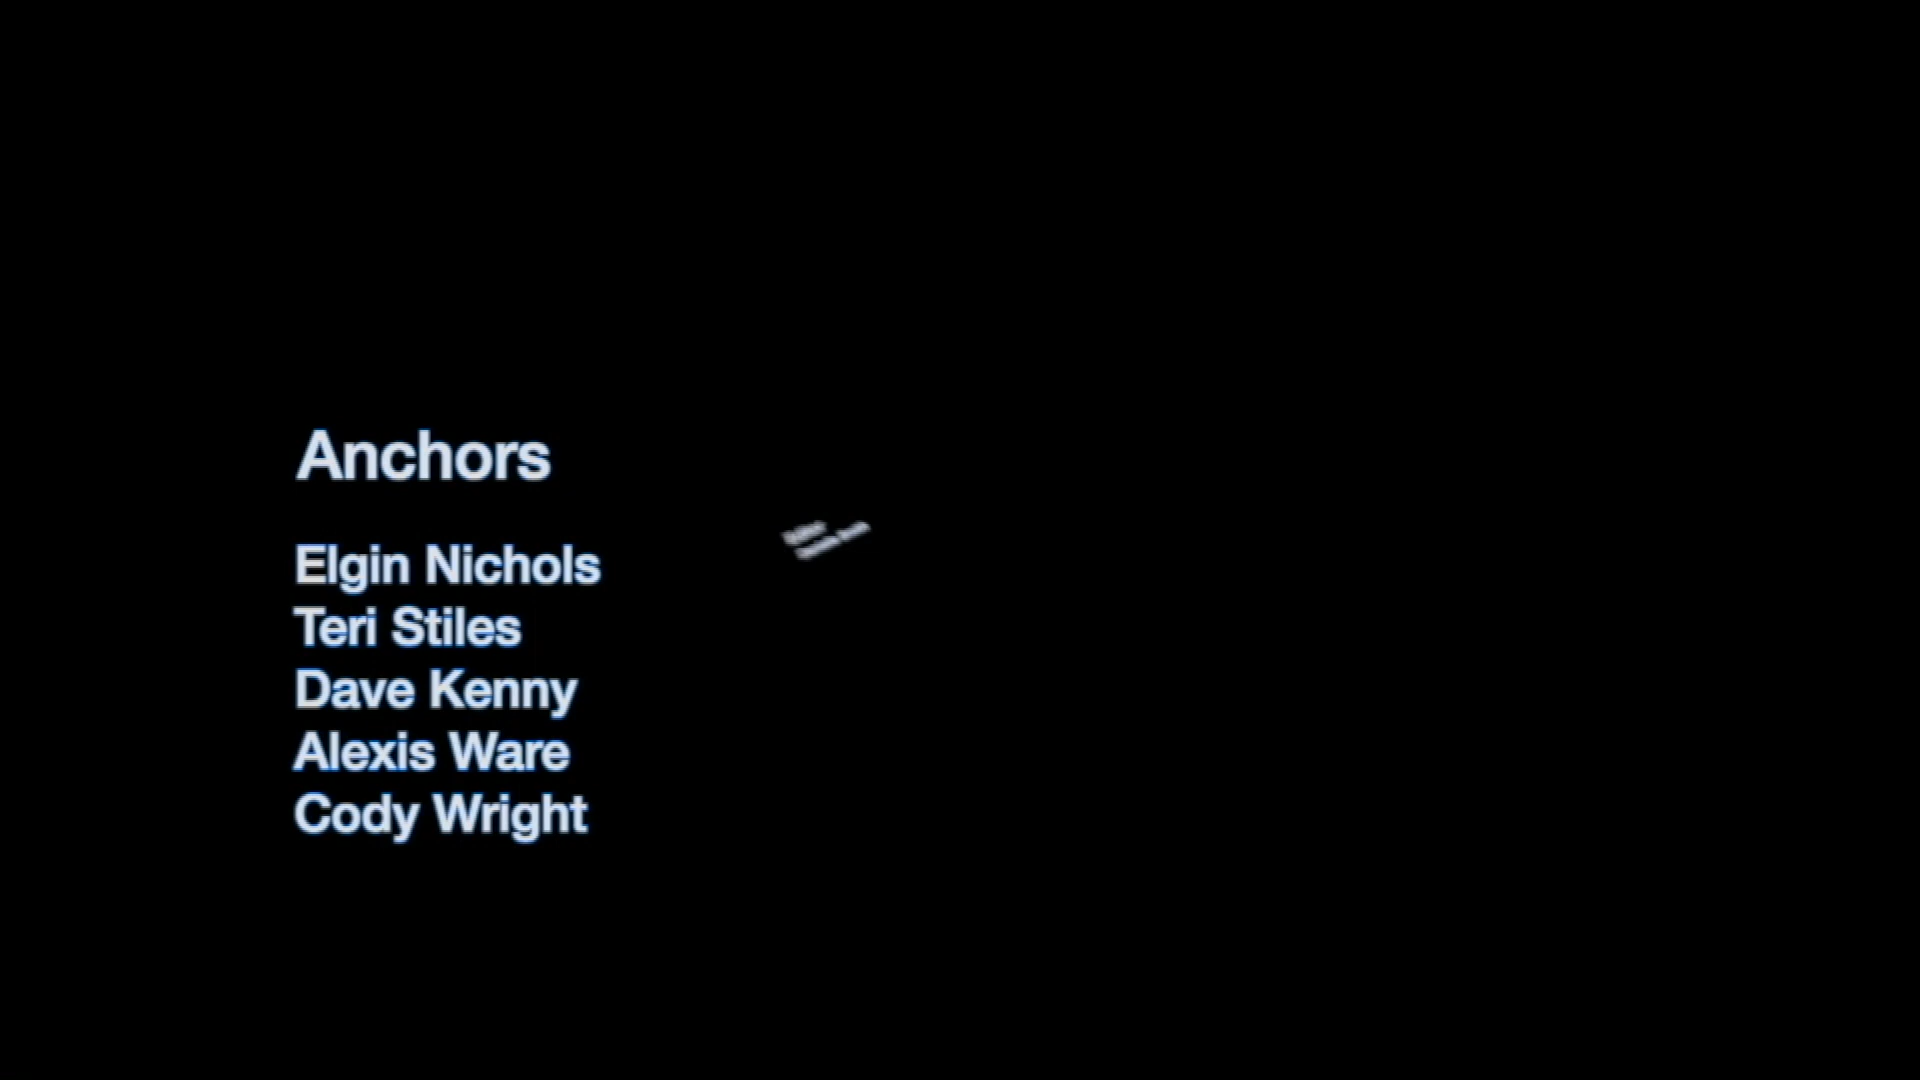 Anchors
Elgin Nichols
Teri Stiles
Dave Kenny
Alexis Ware
Cody Wright